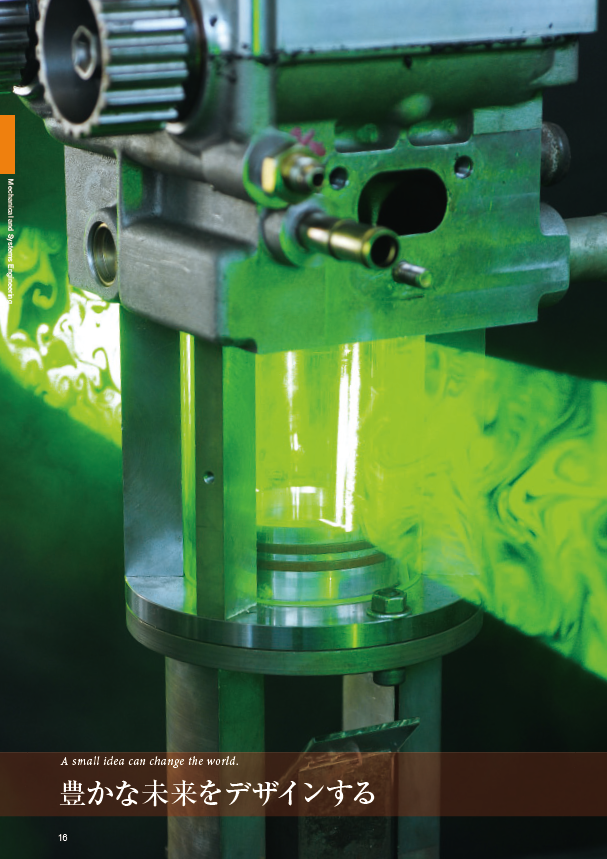 Mechanical and Systems Engineering
A small idea can change the world.
豊かな未来をデザインする
16